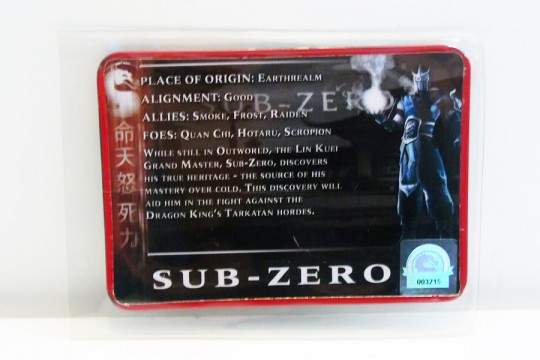 PLACE OF ORIGIN: EARTHREALM
ALIGNMENT: GOOD
ALLIES: SMOKE, FROST, RAIDEN
FOES: QUAN CHI, HOTARU, SCROPION
WHILE STILL IN OUTWORLD, THE LIN KUEI
GRAND MASTER, SUB-ZERO, DISCOVERS
HIS TRUE HERITAGE - THE SOURCE OF HIS
MASTERY OVER COLD. THIS DISCOVERY WILL
AID HIM IN THE FIGHT AGAINST THE
DRAGON KING'S TARKATAN HORDES.
SUB-ZERO
命天怒死力
SUB-ZERO
003215